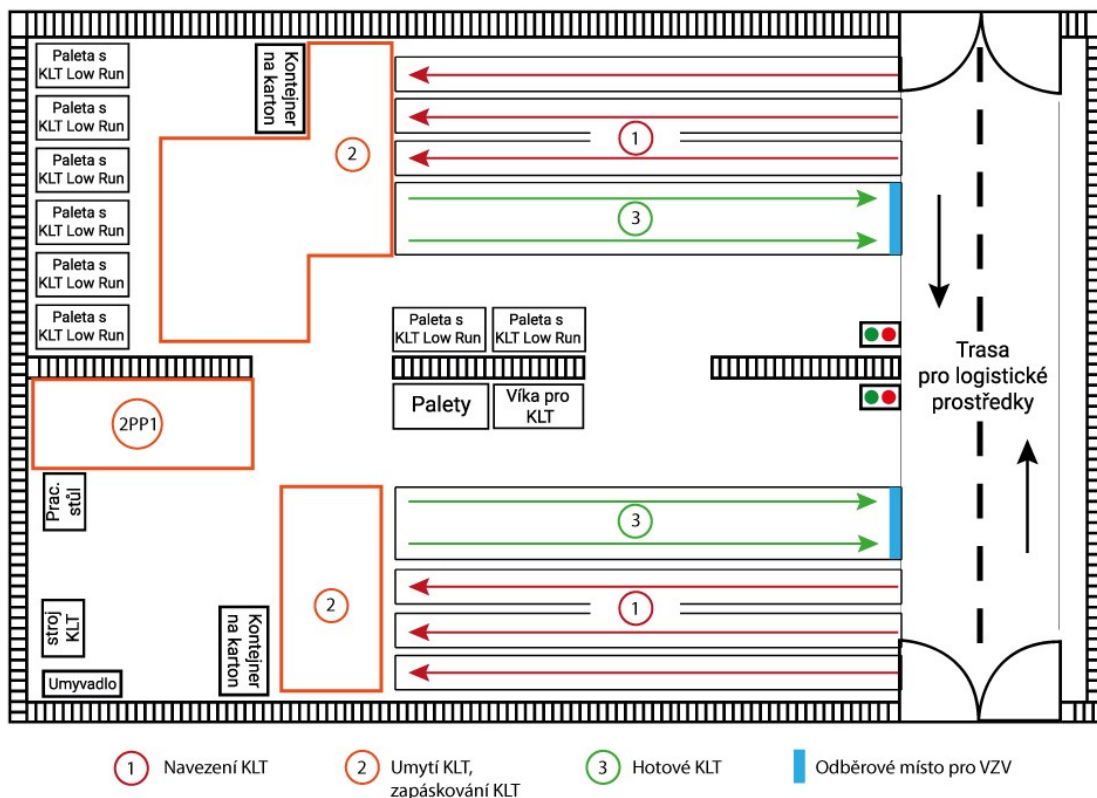 Paleta s
KLT Low Run
Paleta s
KLT Low Run
Paleta s
KLT Low Run
Paleta s
KLT Low Run
Paleta s
KLT Low Run
Paleta s
KLT Low Run
Kontejner
na karton
2
1
3
Paleta s
KLT Low Run
Paleta s
KLT Low Run
Palety
Víka pro
KLT
Trasa
pro logistické
prostředky
2PP1
Prac.
stůl
stroj
KLT
Umyvadlo
Kontejner
na karton
2
3
1
1 Navezení KLT
2 Umytí KLT,
zapáskování KLT
3 Hotové KLT
Odběrové místo pro VZV